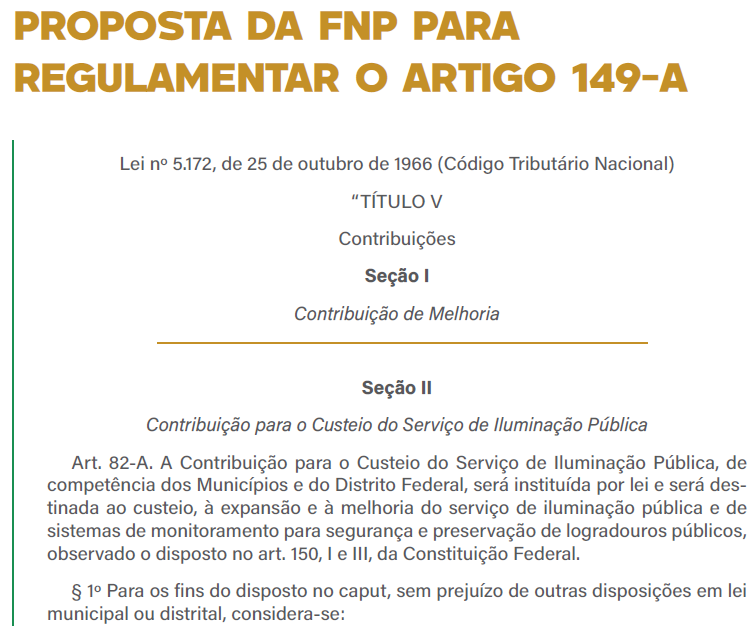 PROPOSTA DA FNP PARA
REGULAMENTAR O ARTIGO 149-A
Lei nº 5.172, de 25 de outubro de 1966 (Código Tributário Nacional)
“TÍTULO V
Contribuições
Seção I
Contribuição de Melhoria
Seção II
Contribuição para o Custeio do Serviço de Iluminação Pública
Art. 82-A. A Contribuição para o Custeio do Serviço de Iluminação Pública, de
competência dos Municípios e do Distrito Federal, será instituída por lei e será des-
tinada ao custeio, à expansão e à melhoria do serviço de iluminação pública e de
sistemas de monitoramento para segurança e preservação de logradouros públicos,
observado o disposto no art. 150, I e III, da Constituição Federal.
§ 1º Para os fins do disposto no caput, sem prejuízo de outras disposições em lei
municipal ou distrital, considera-se: